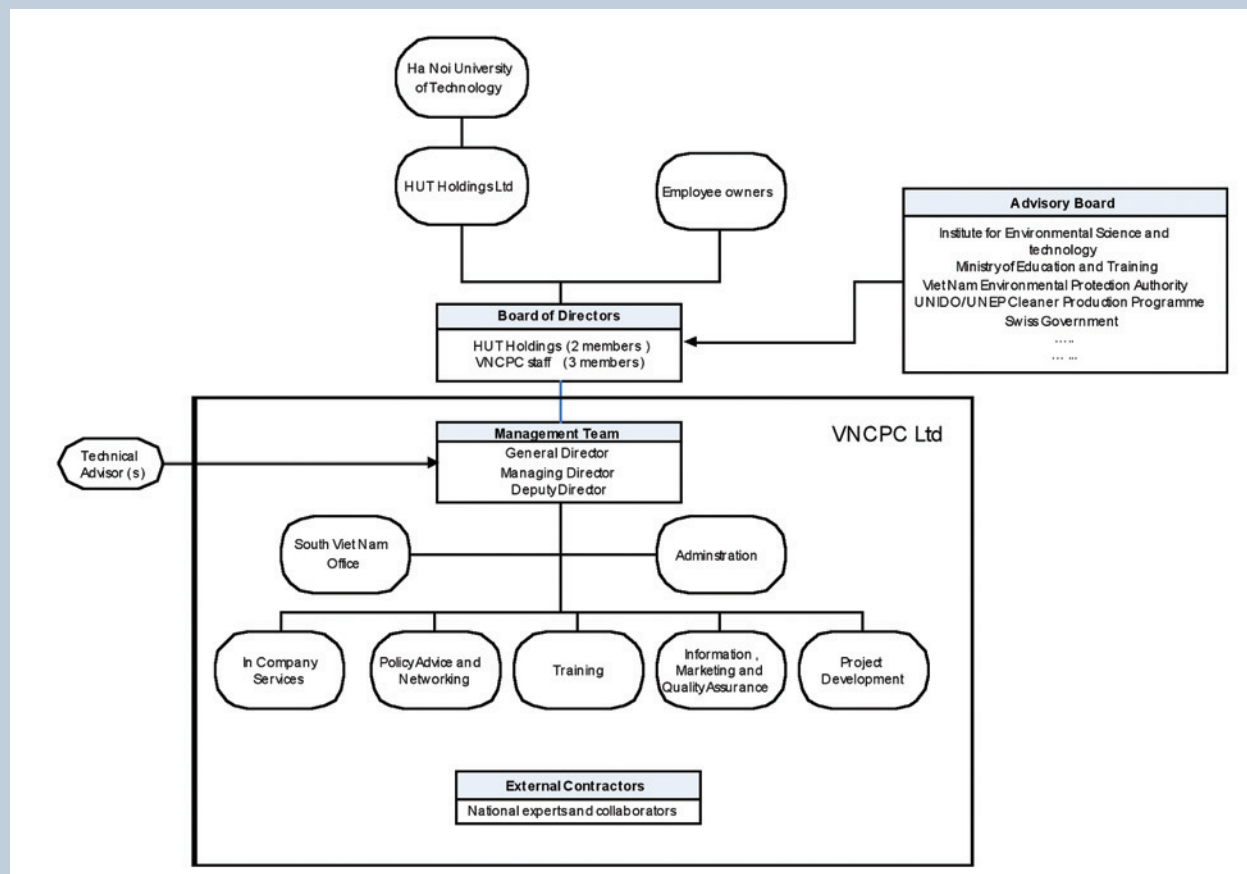 Ha Noi University
of Technology
HUT Holdings Ltd
Employee owners
Advisory Board
Institute for Environmental Science and
technology
Ministry of Education and Training
Viet Nam Environmental Protection Authority
UNIDO/UNEP Cleaner Production Programme
Swiss Government
.....
... ...
Board of Directors
HUT Holdings (2 members )
VNCPC staff (3 members)
VNCPC Ltd
Management Team
General Director
Managing Director
Deputy Director
Technical
Advisor (s)
South Viet Nam
Office
Adminstration
In Company
Services
Policy Advice and
Networking
Training
Information ,
Marketing and
Quality Assurance
Project
Development
External Contractors
National experts and collaborators